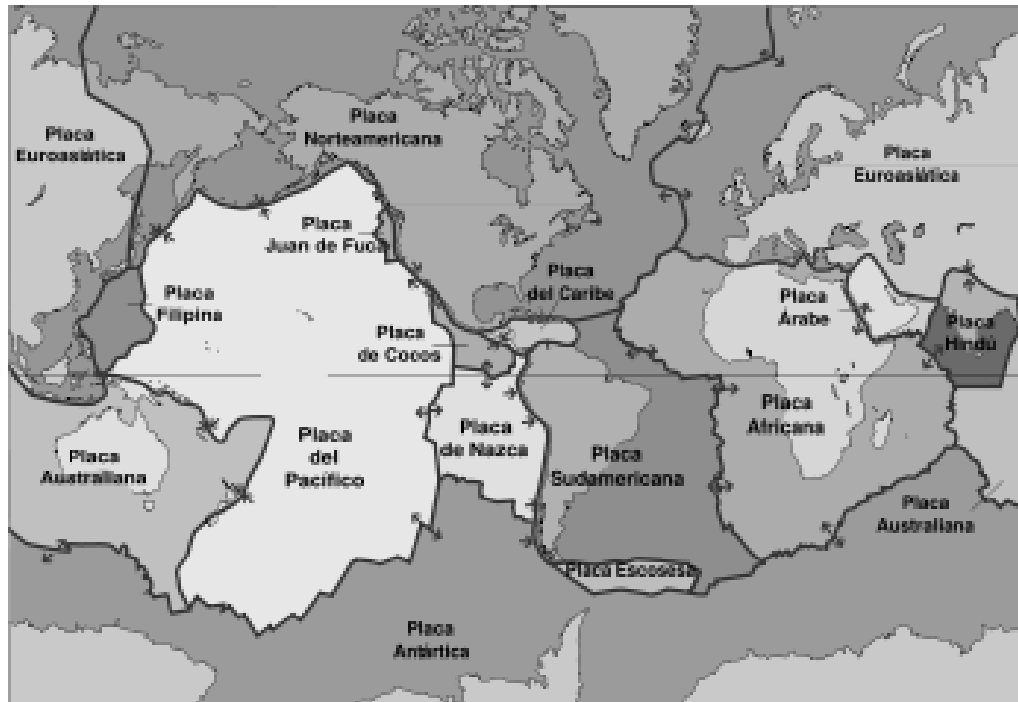 Placa
Norteamericana
Placa
Euroasiática
Placa
Euroasiática
Placa
Juan de Fuca
Placa
del Caribe
Placa
Filipina
Placa
Árabe
Placa
Hindú
Placa
de Cocos
Placa
Africana
Placa
de Nazca
Placa
del
Pacífico
Placa
Australiana
Placa
Sudamericana
Placa
Australiana
Placa Escosesa
Placa
Antártica